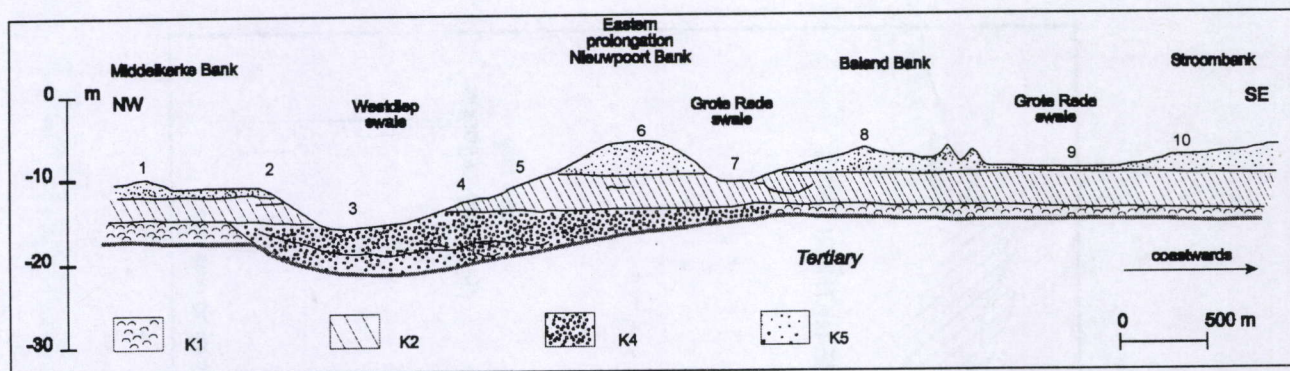 Eastern
prolongation
Nieuwpoort Bank
Middelkerke Bank
Baland Bank
Stroombank
0 m
NW
Westdiep
swale
Grote Rede
swale
Grote Rede
swale
SE
1
2
3
4
5
6
7
8
9
10
-10
-20
-30
Tertiary
coastwards
K1
K2
K4
K5
0 500 m